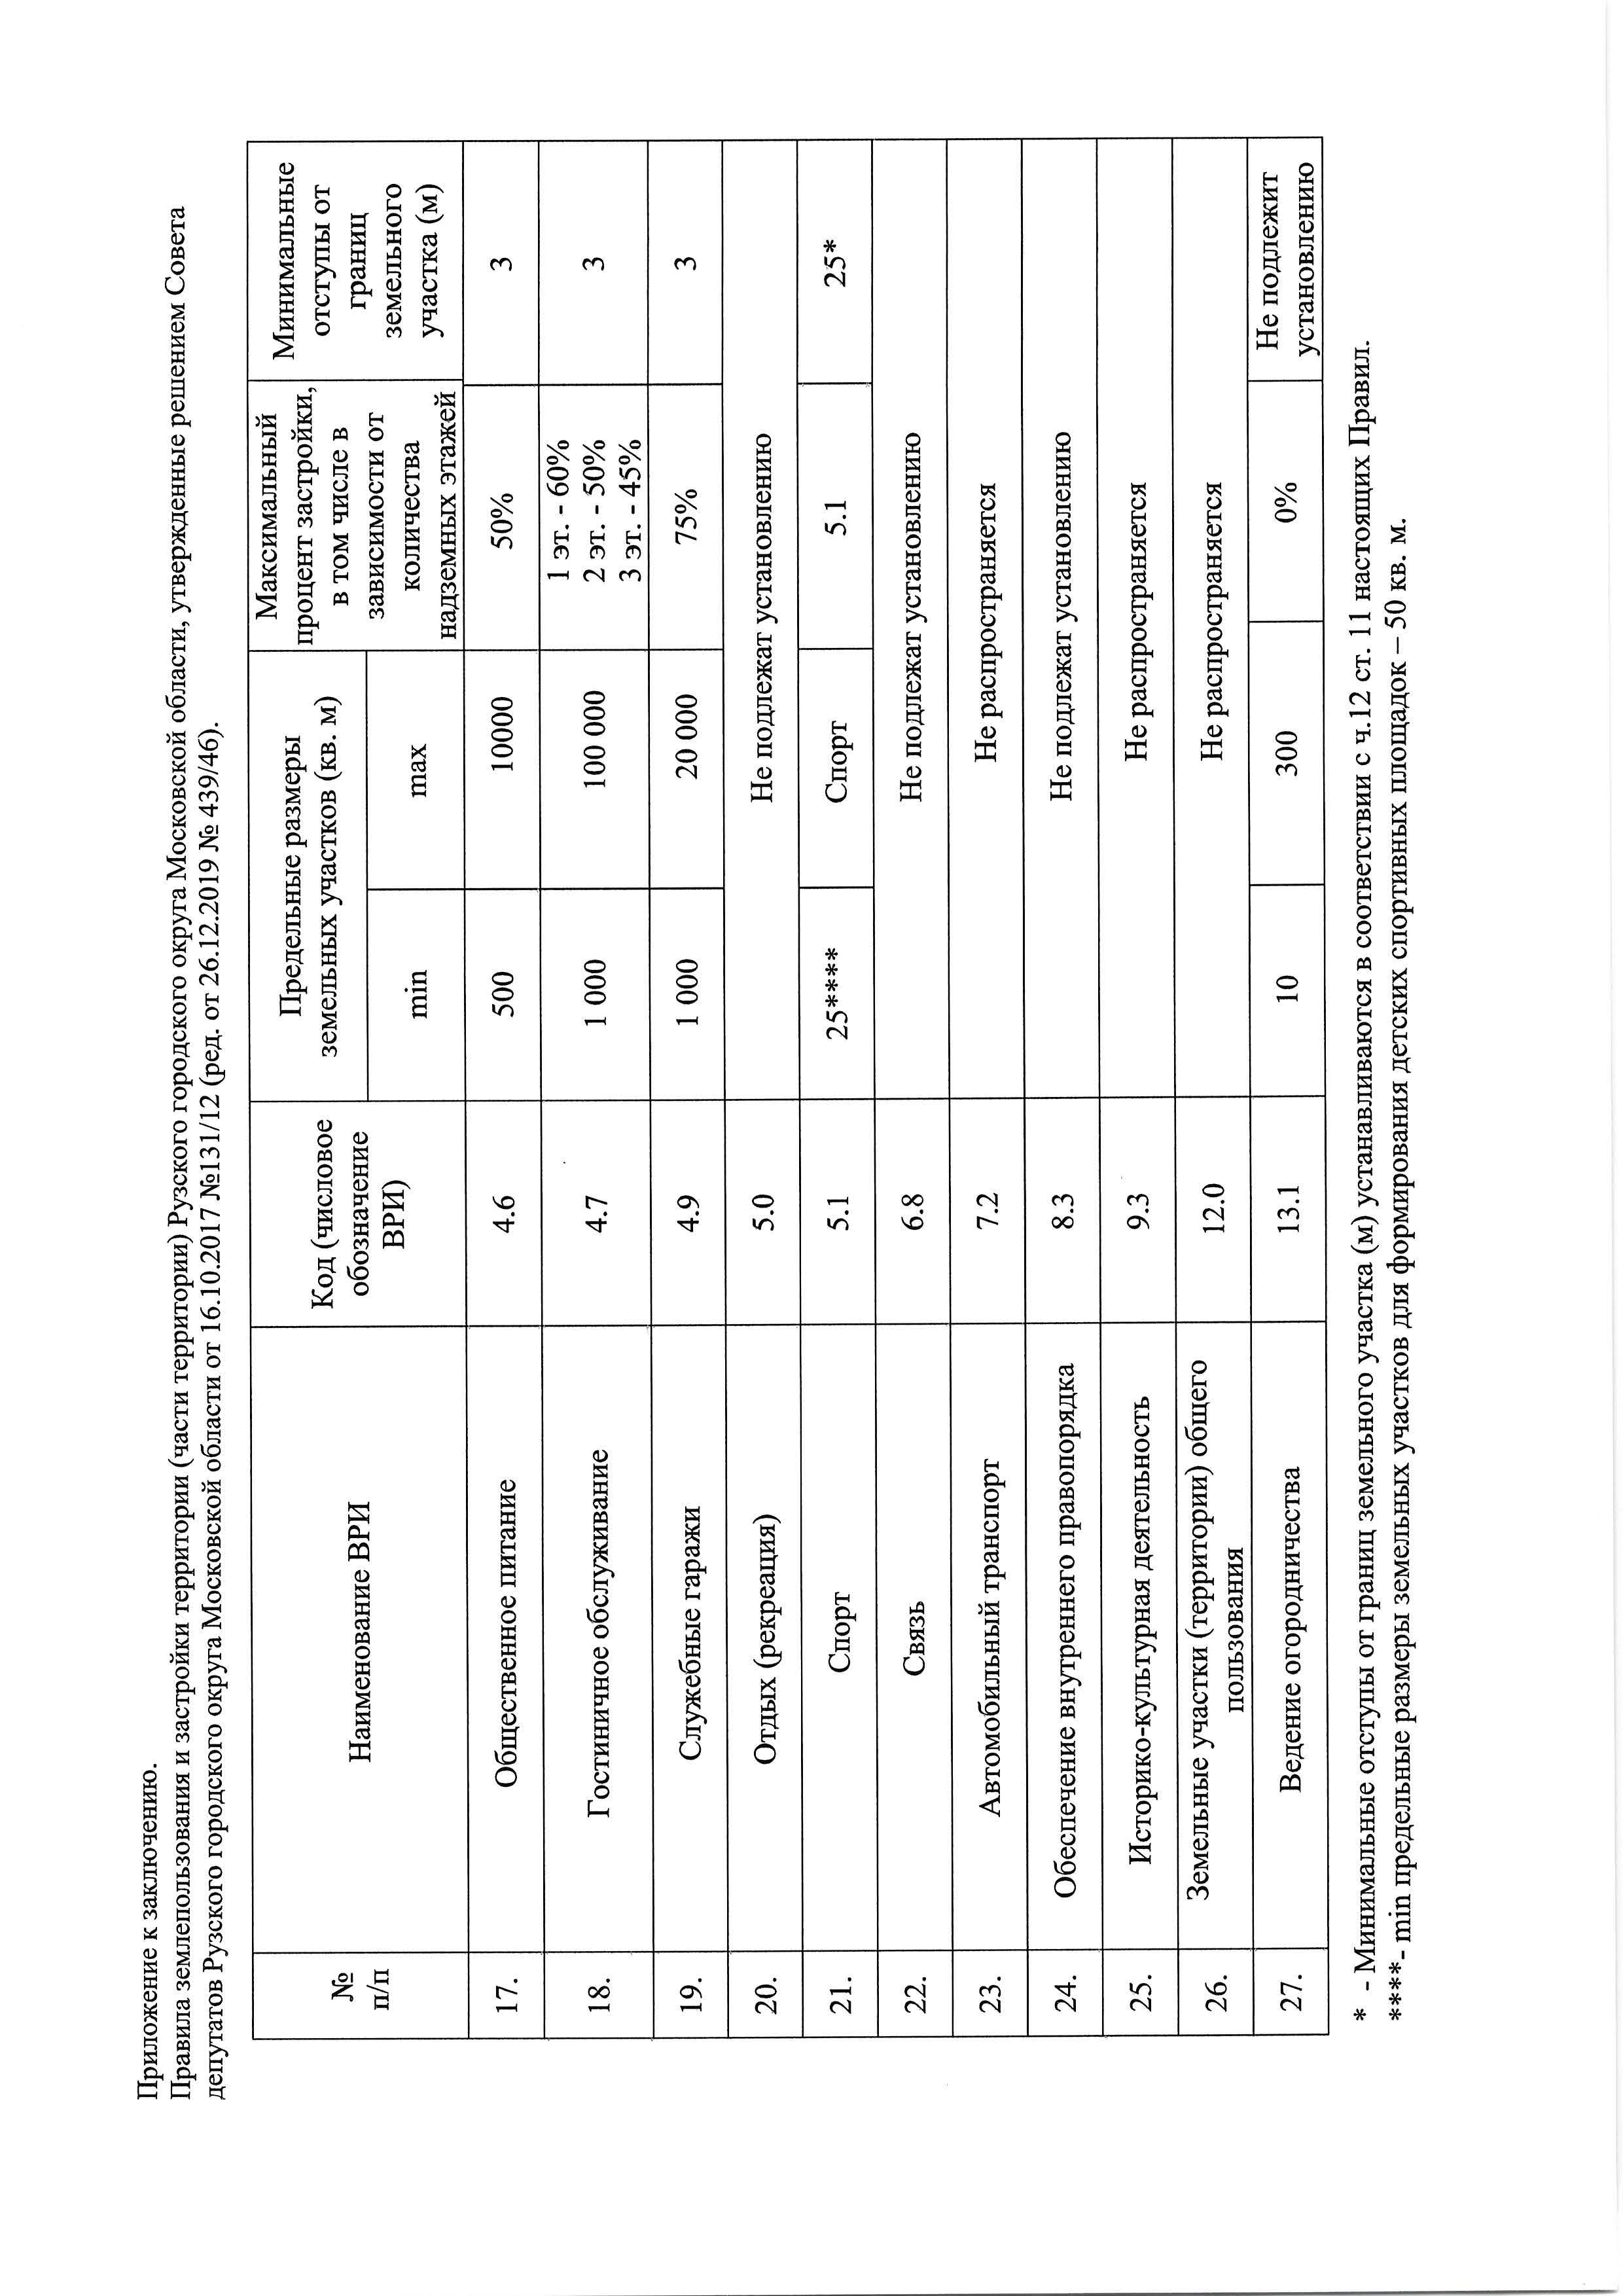 Приложение к заключению.
Правила землепользования и застройки территории (части территории) Рузского городского округа Московской области, утвержденные решением Совета
депутатов Рузского городского округа Московской области от 16.10.2017 №131/12 (ред. от 26.12.2019 № 439/46).
№
п/п
Наименование ВРИ
Код (числовое
обозначение
ВРИ)
Предельные размеры
земельных участков (кв. м)
min
max
Максимальный
процент застройки,
в том числе в
зависимости от
количества
надземных этажей
Минимальные
отступы от
границ
земельного
участка (м)
17. Общественное питание 4.6 500 10000 50% 3
18. Гостиничное обслуживание 4.7 1 000 100 000 1 эт. - 60%
2 эт. - 50%
3 эт. - 45%
3
19. Служебные гаражи 4.9 1 000 20 000 75% 3
20. Отдых (рекреация) 5.0 Не подлежат установлению
21. Спорт 5.1 25**** Спорт 5.1 25*
22. Связь 6.8 Не подлежат установлению
23. Автомобильный транспорт 7.2 Не распространяется
24. Обеспечение внутреннего правопорядка 8.3 Не подлежат установлению
25. Историко-культурная деятельность 9.3 Не распространяется
26. Земельные участки (территории) общего
пользования
12.0 Не распространяется
27. Ведение огородничества 13.1 10 300 0% Не подлежит
установлению
* - Минимальные отступы от границ земельного участка (м) устанавливаются в соответствии с ч.12 ст. 11 настоящих Правил.
****- min предельные размеры земельных участков для формирования детских спортивных площадок – 50 кв. м.